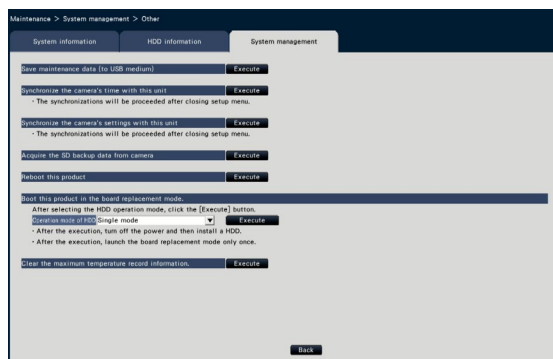 Maintenance > System management > Other
System information
HDD information
System management
Save maintenance data (to USB medium)
Execute
Synchronize the camera's time with this unit
Execute
・The synchronizations will be proceeded after closing setup menu.
Synchronize the camera's settings with this unit
Execute
・The synchronizations will be proceeded after closing setup menu.
Acquire the SD backup data from camera
Execute
Reboot this product
Execute
Boot this product in the board replacement mode.
After selecting the HDD operation mode, click the [Execute] button.
Operation mode of HDD
Single mode
Execute
・After the execution, turn off the power and then install a HDD.
・After the execution, launch the board replacement mode only once.
Clear the maximum temperature record information.
Execute
Back